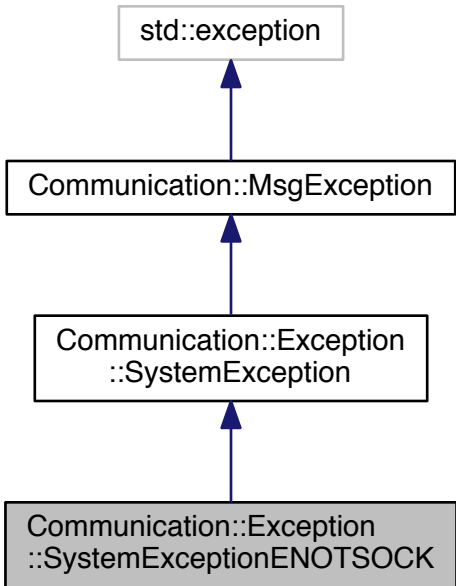 std::exception
Communication::MsgException
Communication::Exception
::SystemException
Communication::Exception
::SystemExceptionENOTSOCK